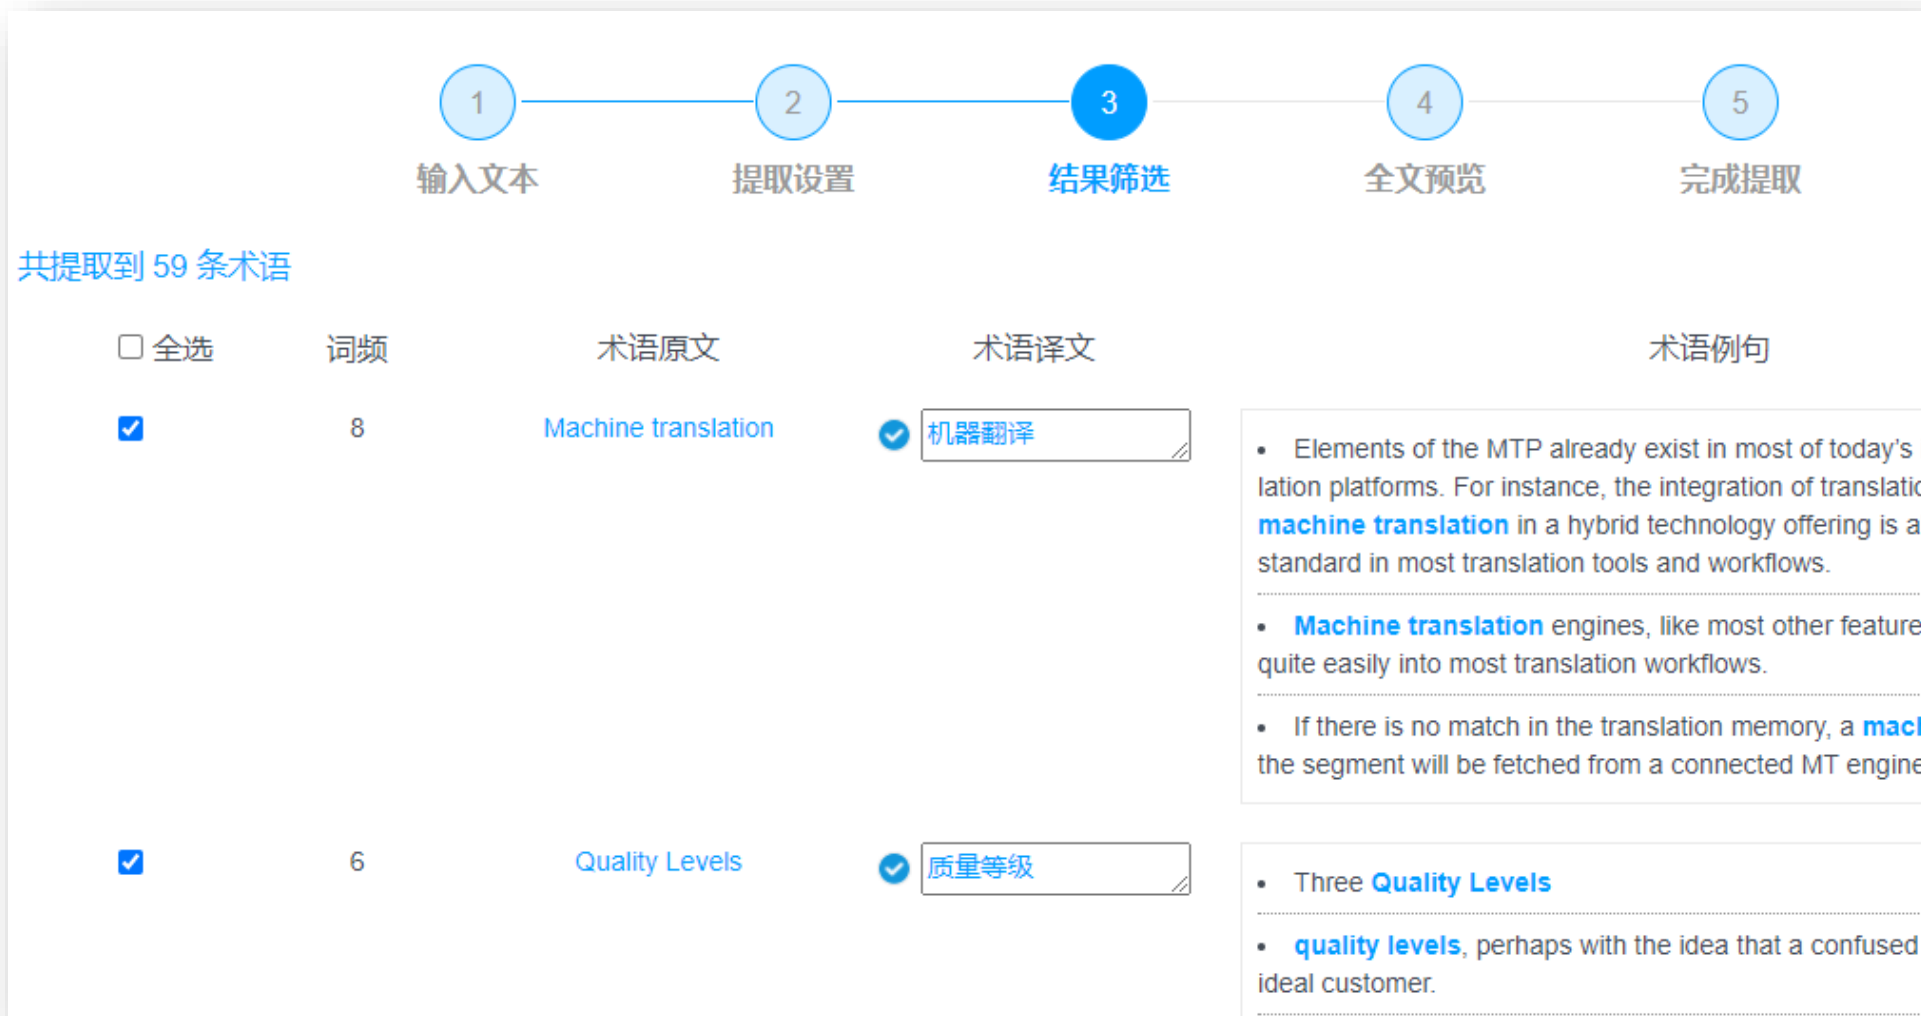 1 2 3 4 5
输入文本 提取设置 结果筛选 全文预览 完成提取
共提取到 59 条术语
全选 词频 术语原文 术语译文 术语例句
8 Machine translation 机器翻译
• Elements of the MTP already exist in most of today's
lation platforms. For instance, the integration of
machine translation in a hybrid technology offering is a
standard in most translation tools and workflows.
• Machine translation engines, like most other feature
quite easily into most translation workflows.
• If there is no match in the translation memory, a
the segment will be fetched from a connected MT engine
6 Quality Levels 质量等级
• Three Quality Levels
• quality levels, perhaps with the idea that a confused
ideal customer.